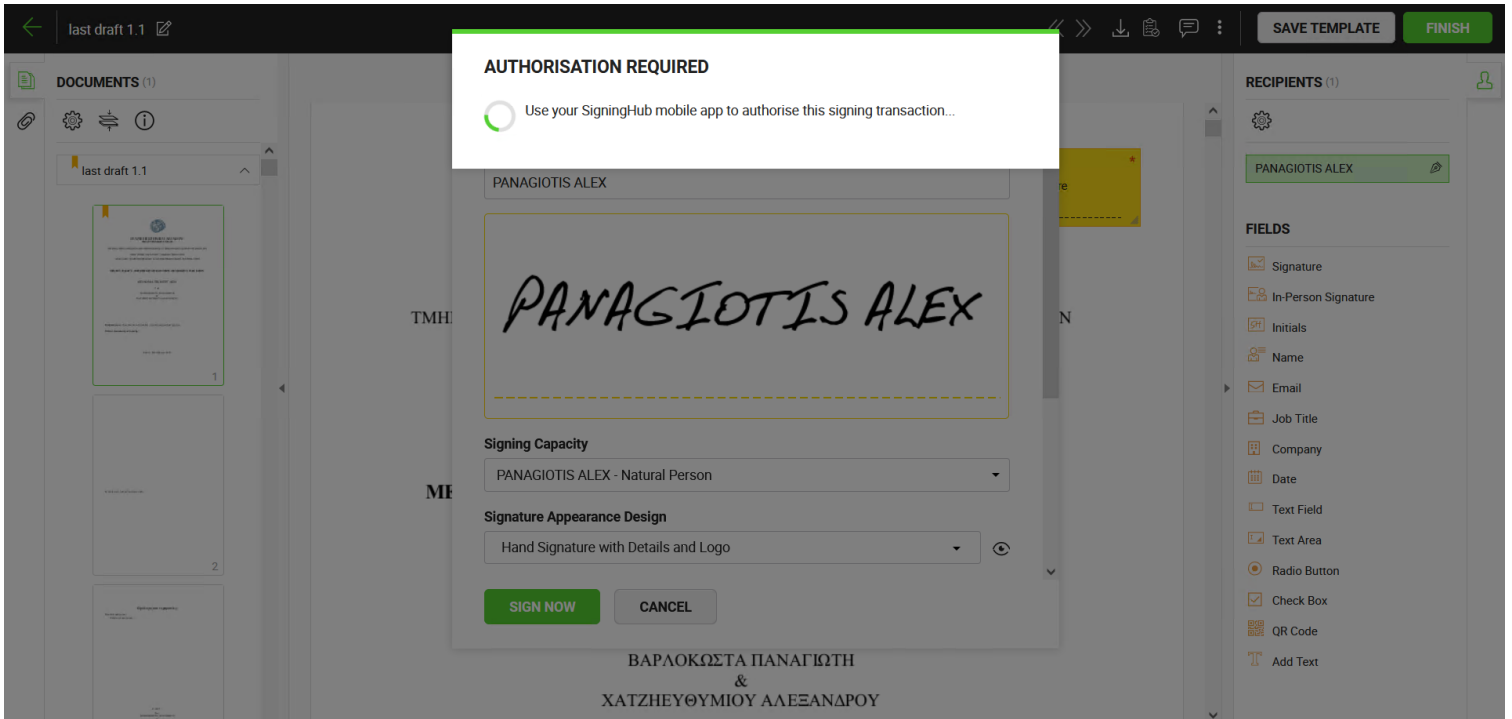 last draft 1.1
SAVE TEMPLATE
FINISH
AUTHORISATION REQUIRED
Use your SigningHub mobile app to authorise this signing transaction...
DOCUMENTS (1)
last draft 1.1
1
2
PANAGIOTIS ALEX
PANAGIOTIS ALEX
Signing Capacity
PANAGIOTIS ALEX - Natural Person
Signature Appearance Design
Hand Signature with Details and Logo
SIGN NOW
CANCEL
re
ΤΜΗ
Ν
ΜΕ
ΒΑΡΛΟΚΩΣΤΑ ΠΑΝΑΓΙΩΤΗ
&
ΧΑΤΖΗΕΥΘΥΜΙΟΥ ΑΛΕΞΑΝΔΡΟΥ
RECIPIENTS (1)
PANAGIOTIS ALEX
FIELDS
Signature
In-Person Signature
Initials
Name
Email
Job Title
Company
Date
Text Field
Text Area
Radio Button
Check Box
QR Code
Add Text